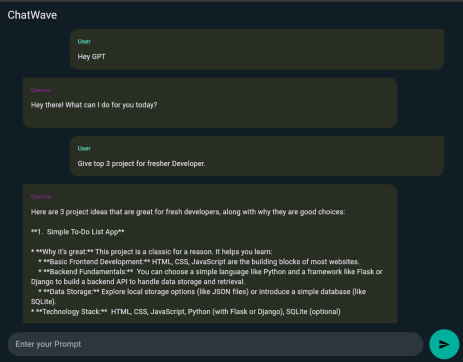 ChatWave
User
Hey GPT
Gemini
Hey there! What can I do for you today?
User
Give top 3 project for fresher Developer.
Gemini
Here are 3 project ideas that are great for fresh developers, along with why they are good choices:
**1.  Simple To-Do List App**
* **Why it's great:** This project is a classic for a reason. It helps you learn:
* **Basic Frontend Development:** HTML, CSS, JavaScript are the building blocks of most websites.
* **Backend Fundamentals:**  You can choose a simple language like Python and a framework like Flask or
Django to build a backend API to handle data storage and retrieval.
* **Data Storage:** Explore local storage options (like JSON files) or introduce a simple database (like
SQLite).
* **Technology Stack:**  HTML, CSS, JavaScript, Python (with Flask or Django), SQLite (optional)
Enter your Prompt